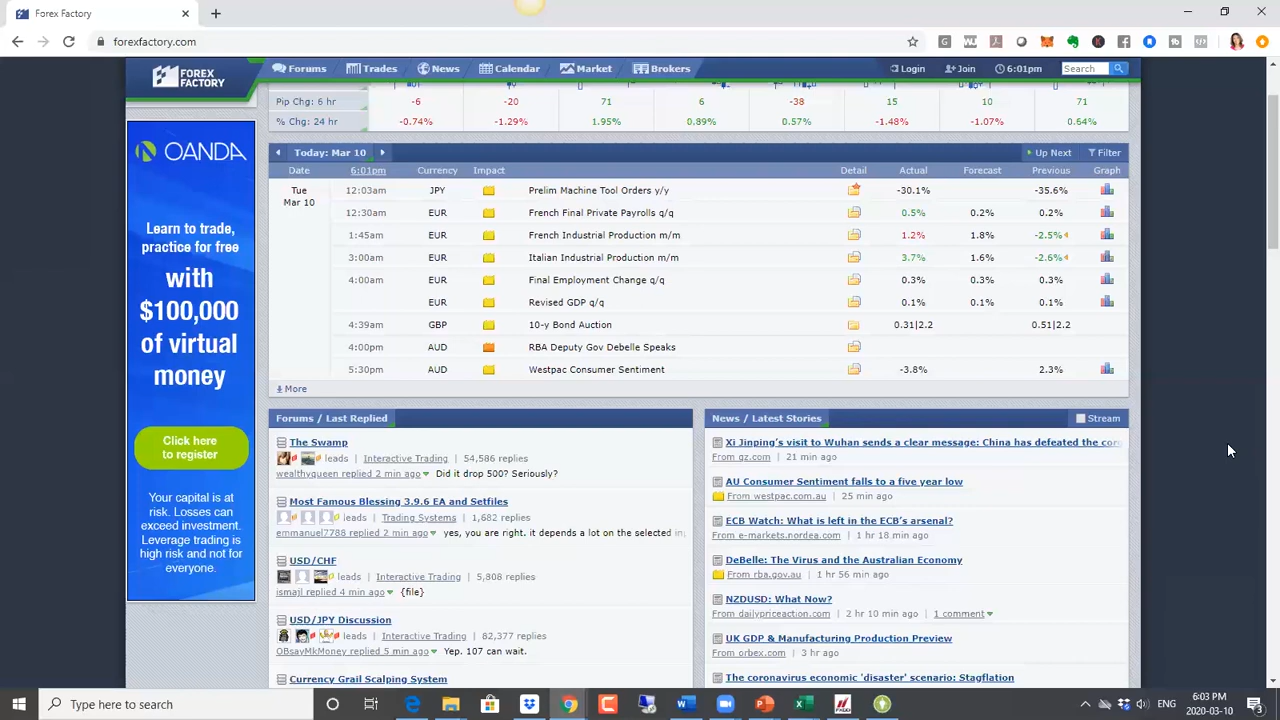 Forex Factory
forexfactory.com
FOREX FACTORY
Forums Trades News Calendar Market Brokers Login Join 6:01pm Search
Pip Chg: 6 hr -6 -20 71 6 -38 15 10 71
% Chg: 24 hr -0.74% -1.29% 1.95% 0.89% 0.57% -1.48% -1.07% 0.64%
OANDA
Learn to trade,
practice for free
with
$100,000
of virtual
money
Click here
to register
Your capital is at
risk. Losses can
exceed investment.
Leverage trading is
high risk and not for
everyone.
Today: Mar 10 Up Next Filter
Date 6:01pm Currency Impact Detail Actual Forecast Previous Graph
Tue
Mar 10
12:03am JPY Prelim Machine Tool Orders y/y -30.1% -35.6%
12:30am EUR French Final Private Payrolls q/q 0.5% 0.2% 0.2%
1:45am EUR French Industrial Production m/m 1.2% 1.8% -2.5%
3:00am EUR Italian Industrial Production m/m 3.7% 1.6% -2.6%
4:00am EUR Final Employment Change q/q 0.3% 0.3% 0.3%
EUR Revised GDP q/q 0.1% 0.1% 0.1%
4:39am GBP 10-y Bond Auction 0.31|2.2 0.51|2.2
4:00pm AUD RBA Deputy Gov Debelle Speaks
5:30pm AUD Westpac Consumer Sentiment -3.8% 2.3%
More
Forums / Last Replied
The Swamp
leads | Interactive Trading | 54,586 replies
wealthyqueen replied 2 min ago Did it drop 500? Seriously?
Most Famous Blessing 3.9.6 EA and Setfiles
leads | Trading Systems | 1,682 replies
emmanuel7788 replied 2 min ago yes, you are right. it depends a lot on the selected in
USD/CHF
leads | Interactive Trading | 5,808 replies
ismajl replied 4 min ago {file}
USD/JPY Discussion
leads | Interactive Trading | 82,377 replies
OBsayMkMoney replied 5 min ago Yep. 107 can wait.
Currency Grail Scalping System
News / Latest Stories Stream
Xi Jinping's visit to Wuhan sends a clear message: China has defeated the cor
From qz.com | 21 min ago
AU Consumer Sentiment falls to a five year low
From westpac.com.au | 25 min ago
ECB Watch: What is left in the ECB's arsenal?
From e-markets.nordea.com | 1 hr 18 min ago
DeBelle: The Virus and the Australian Economy
From rba.gov.au | 1 hr 56 min ago
NZDUSD: What Now?
From dailypriceaction.com | 2 hr 10 min ago | 1 comment
UK GDP & Manufacturing Production Preview
From orbex.com | 3 hr ago
The coronavirus economic 'disaster' scenario: Stagflation
Type here to search
ENG
6:03 PM
2020-03-10
3